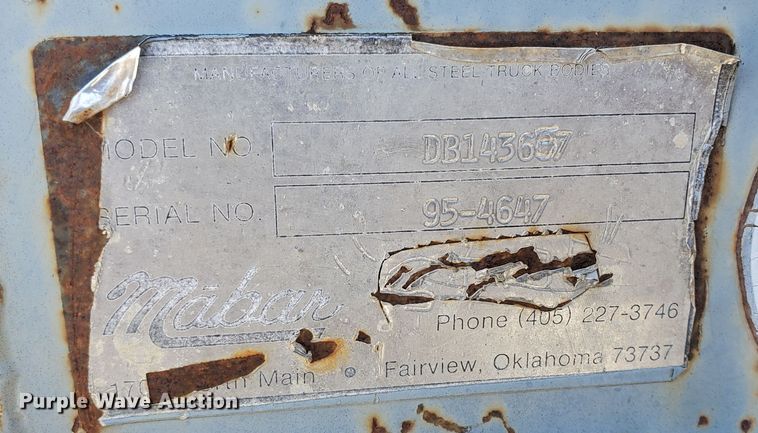 MANUFACTURERS OF ALL STEEL TRUCK BODIES
MODEL NO. DB143657
SERIAL NO. 95-4647
Mabar
Phone (405) 227-3746
Main • Fairview, Oklahoma 73737
Purple Wave Auction